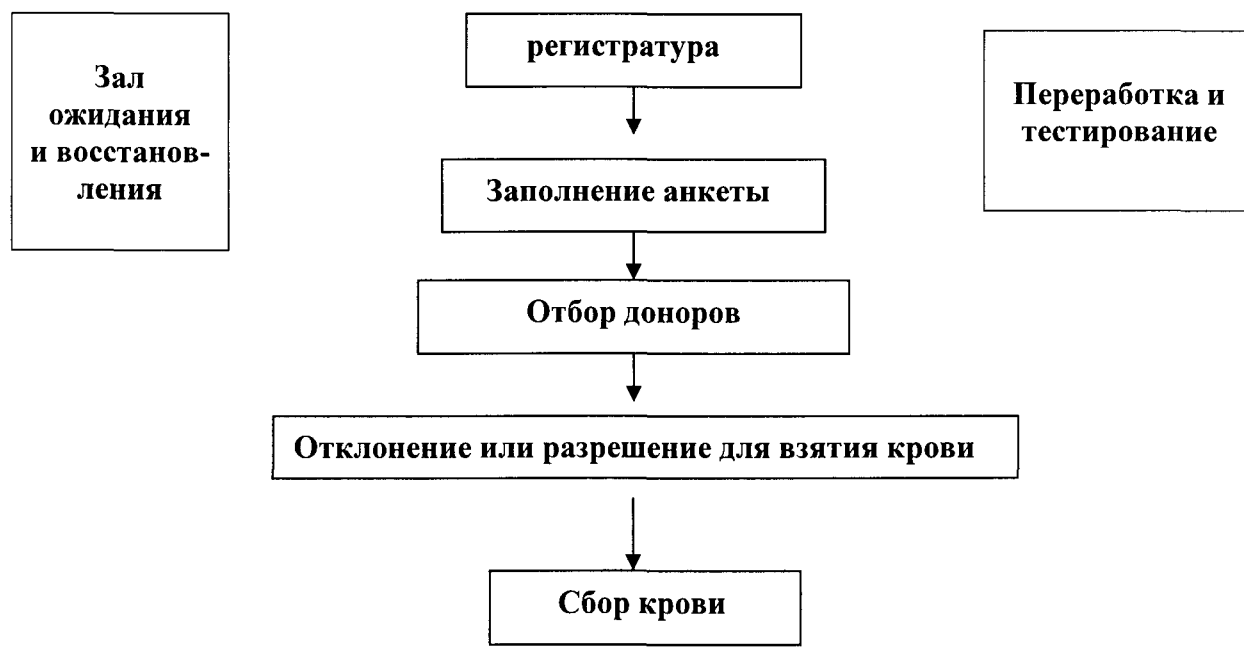 Зал
ожидания
и восстанов-
ления
регистратура
Заполнение анкеты
Отбор доноров
Отклонение или разрешение для взятия крови
Сбор крови
Переработка и
тестирование